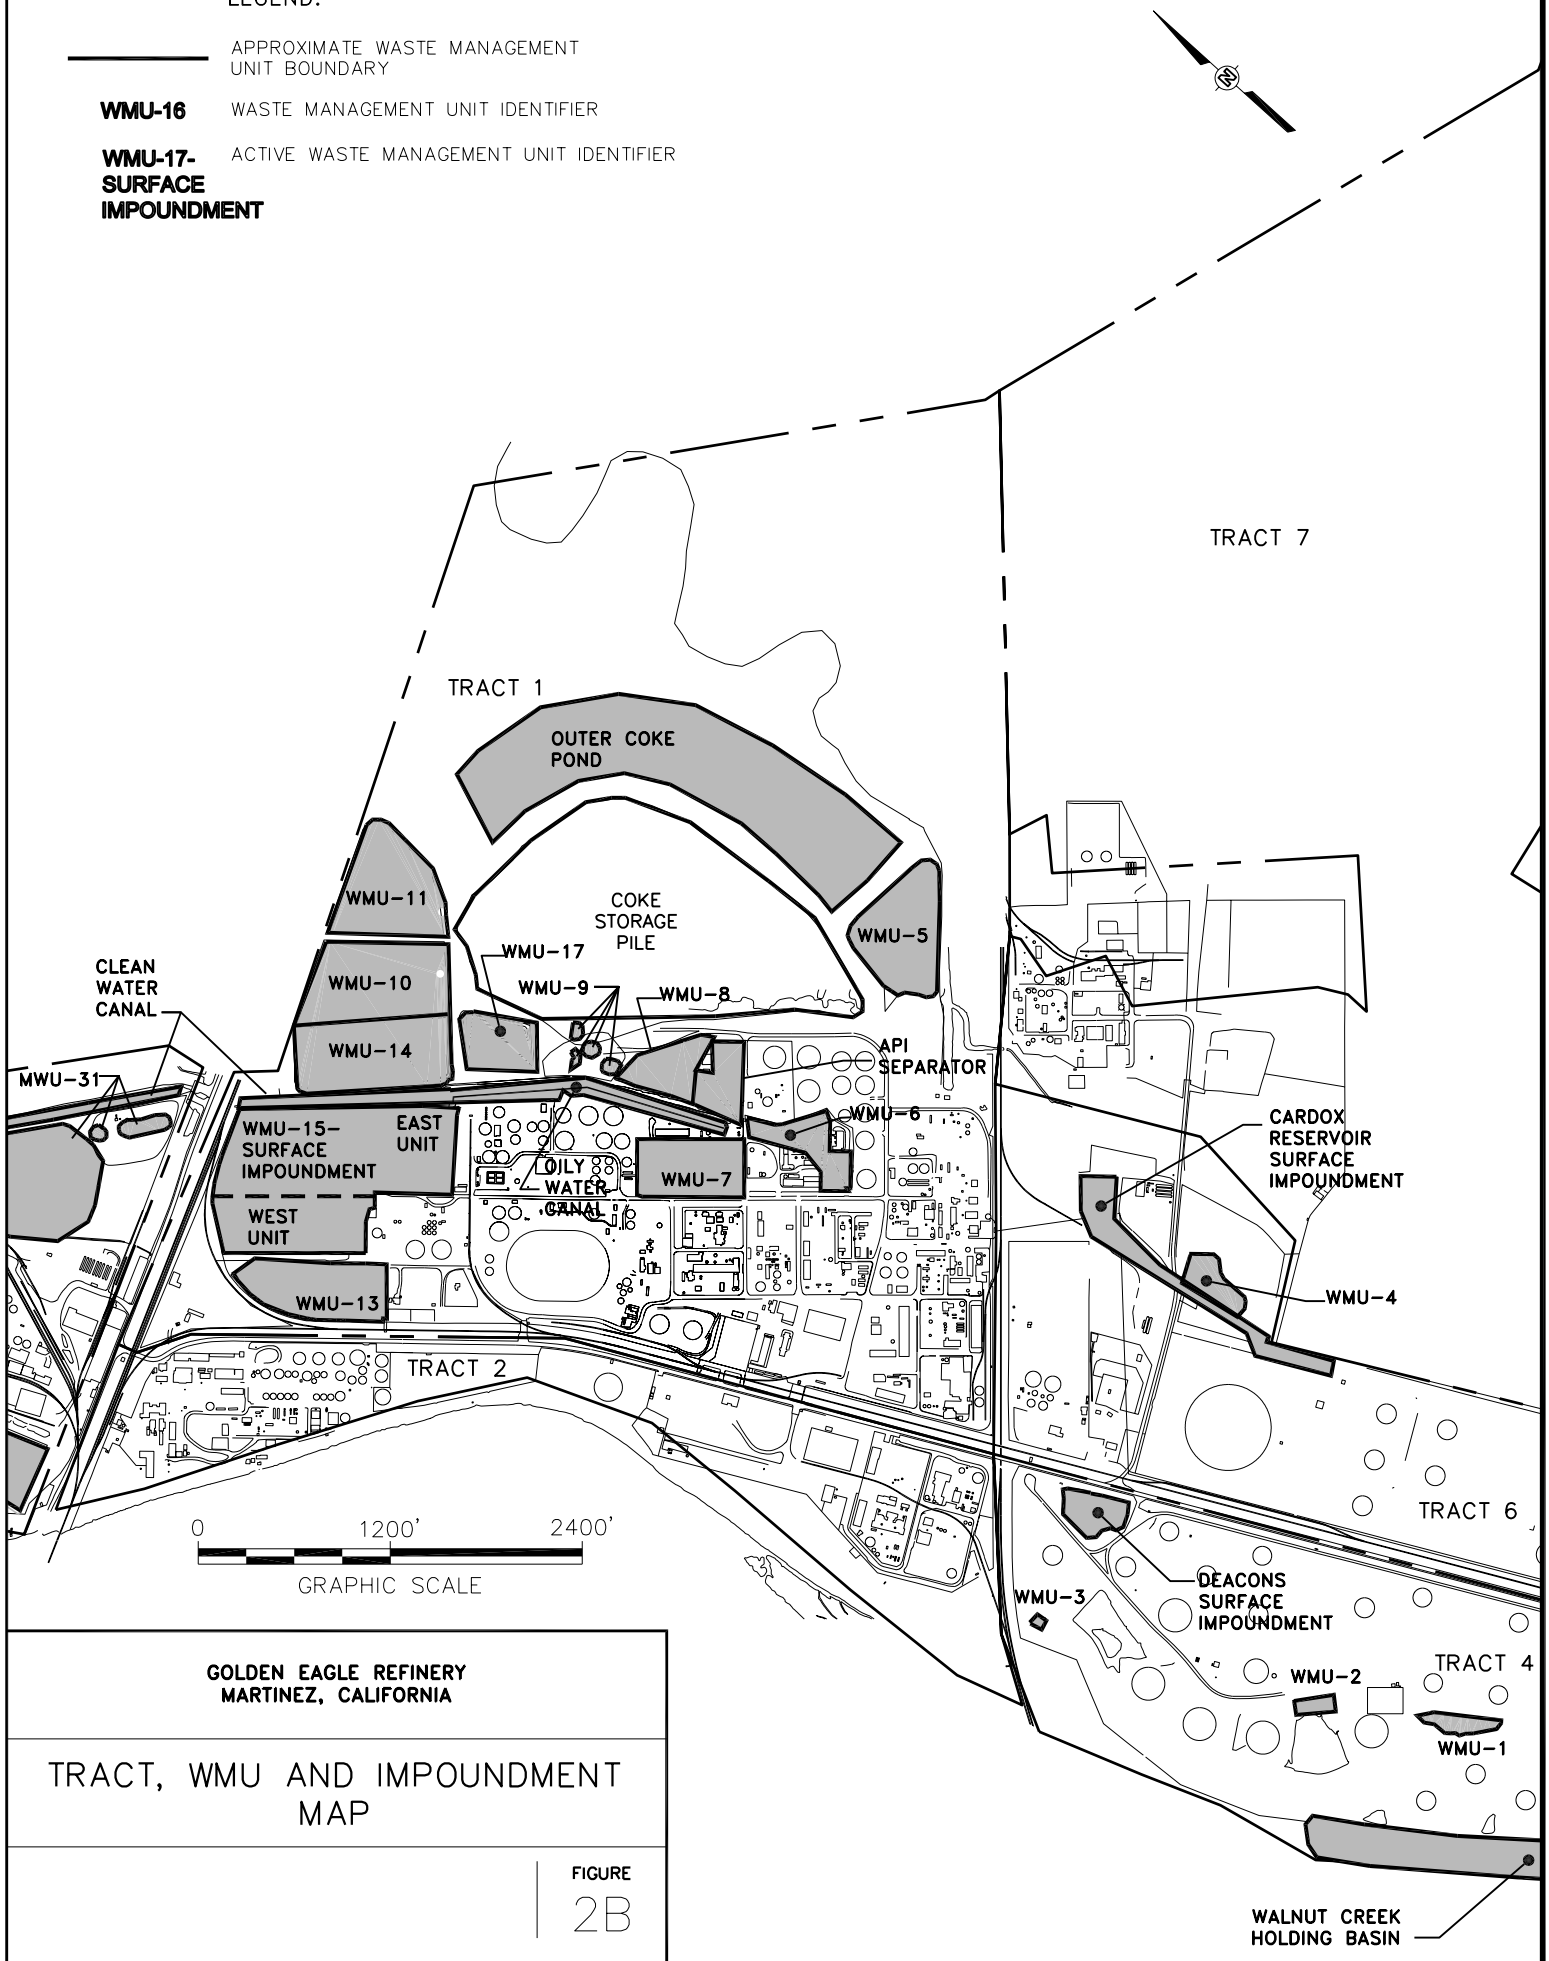 LEGEND:
APPROXIMATE WASTE MANAGEMENT
UNIT BOUNDARY
WMU-16 WASTE MANAGEMENT UNIT IDENTIFIER
WMU-17- ACTIVE WASTE MANAGEMENT UNIT IDENTIFIER
SURFACE
IMPOUNDMENT
N
TRACT 7
TRACT 1
OUTER COKE
POND
WMU-11
COKE
STORAGE
PILE
WMU-5
WMU-17
CLEAN
WATER
CANAL
WMU-10
WMU-9
WMU-8
WMU-14
API
SEPARATOR
MWU-31
WMU-6
WMU-15-
SURFACE
IMPOUNDMENT
EAST
UNIT
CARDOX
RESERVOIR
SURFACE
IMPOUNDMENT
OILY
WATER
CANAL
WMU-7
WEST
UNIT
WMU-13
WMU-4
TRACT 2
TRACT 6
0 1200' 2400'
GRAPHIC SCALE
DEACONS
SURFACE
IMPOUNDMENT
WMU-3
TRACT 4
WMU-2
WMU-1
WALNUT CREEK
HOLDING BASIN
GOLDEN EAGLE REFINERY
MARTINEZ, CALIFORNIA
TRACT, WMU AND IMPOUNDMENT
MAP
FIGURE
2B